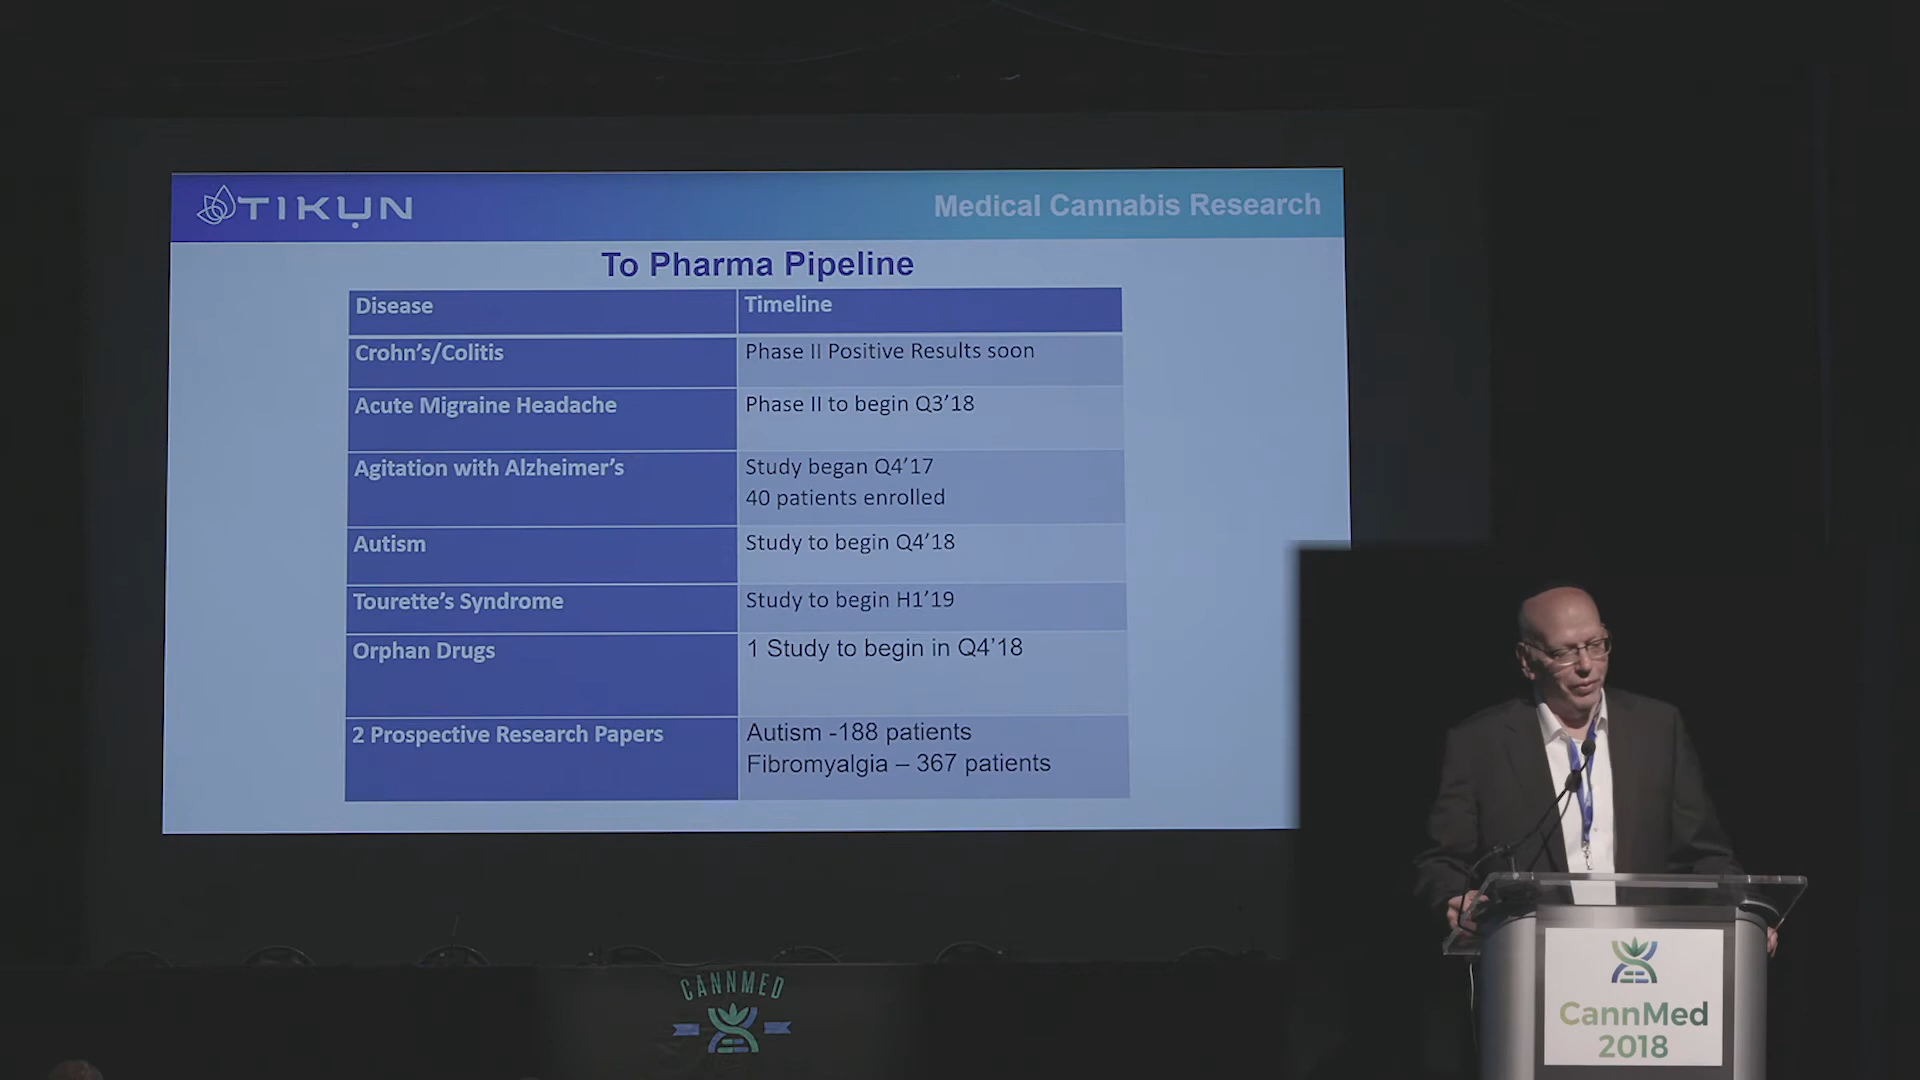 TIKUN
Medical Cannabis Research
To Pharma Pipeline
Disease Timeline
Crohn's/Colitis Phase II Positive Results soon
Acute Migraine Headache Phase II to begin Q3'18
Agitation with Alzheimer's Study began Q4'17
40 patients enrolled
Autism Study to begin Q4'18
Tourette's Syndrome Study to begin H1'19
Orphan Drugs 1 Study to begin in Q4'18
2 Prospective Research Papers Autism -188 patients
Fibromyalgia – 367 patients
CANNMED
CannMed
2018